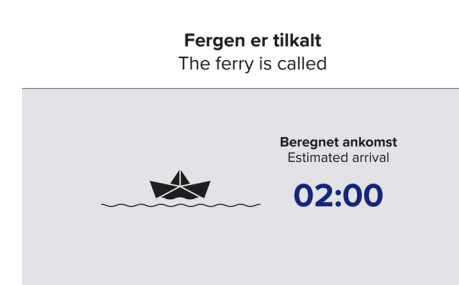 Fergen er tilkalt
The ferry is called
Beregnet ankomst
Estimated arrival
02:00